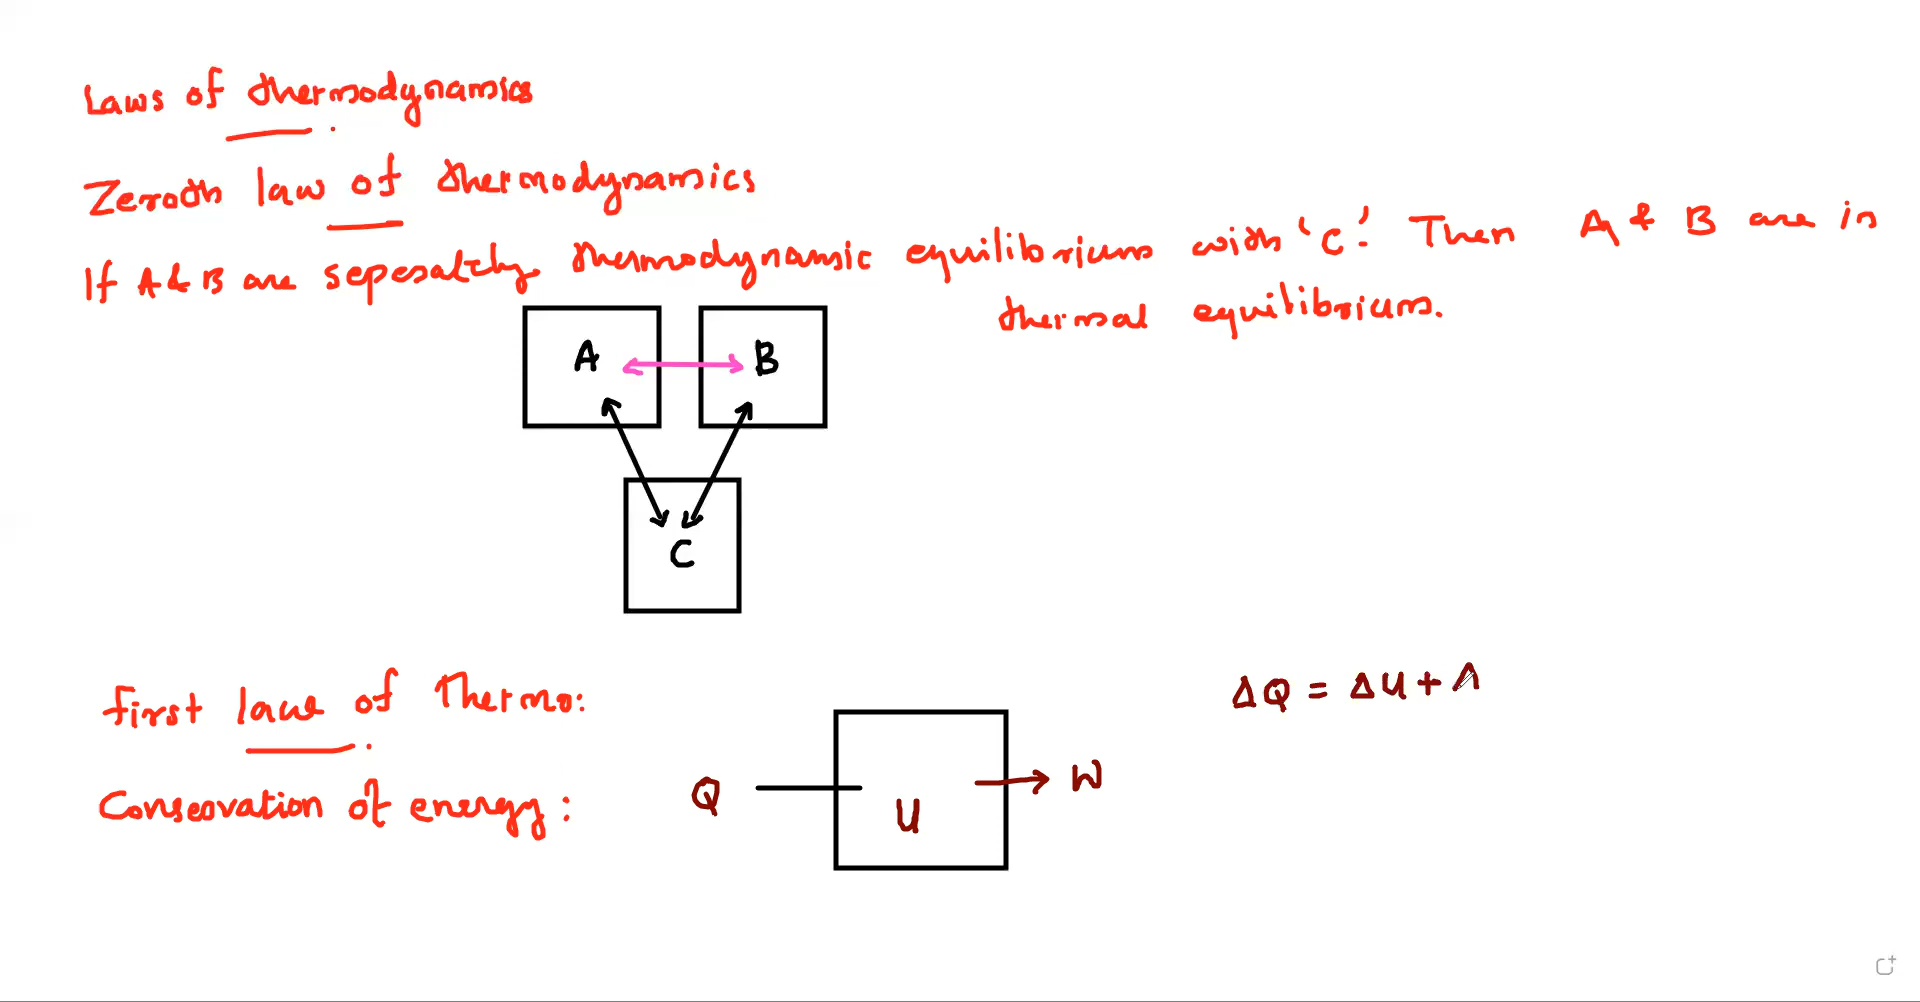 Laws of thermodynamics
Zeroth law of thermodynamics
If A & B are seperaltly thermodynamic equilibrium with 'C'. Then A & B are in
thermal equilibrium.
A B
C
First law of Thermo:
ΔQ = ΔU + Δ
Conservation of energy:
Q U W